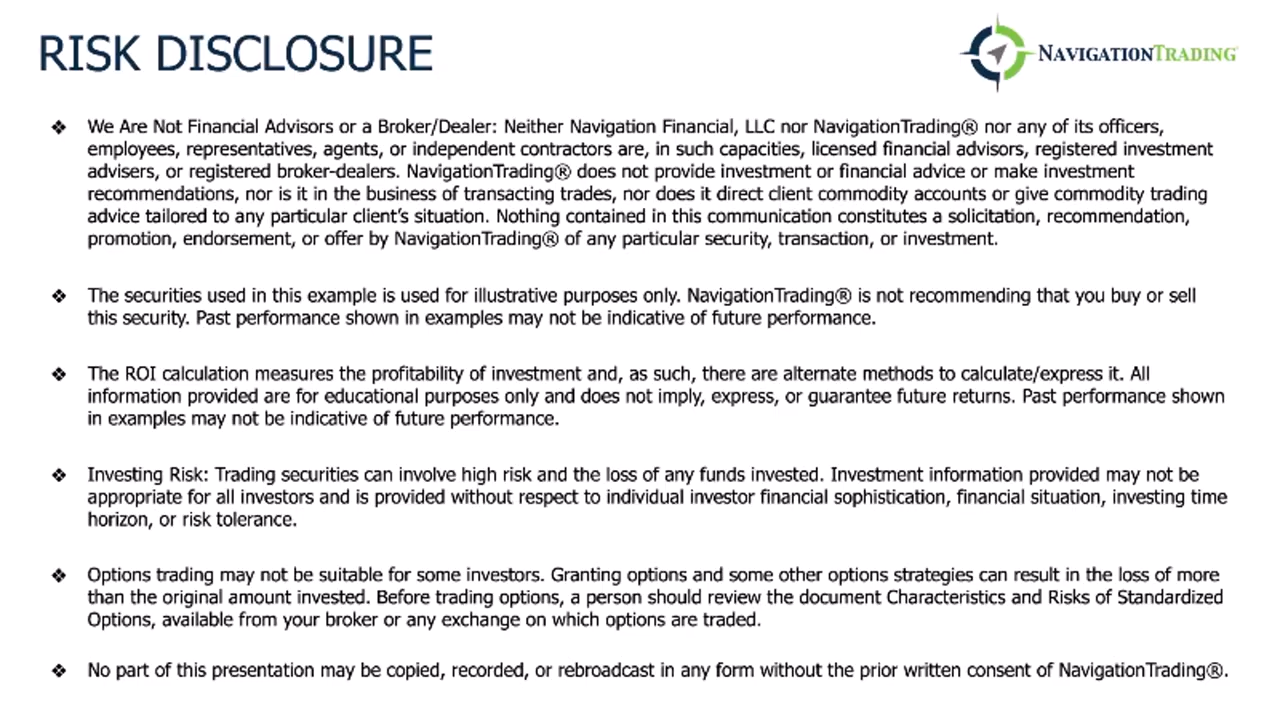 RISK DISCLOSURE
NAVIGATIONTRADING
❖ We Are Not Financial Advisors or a Broker/Dealer: Neither Navigation Financial, LLC nor NavigationTrading® nor any of its officers,
employees, representatives, agents, or independent contractors are, in such capacities, licensed financial advisors, registered investment
advisers, or registered broker-dealers. NavigationTrading® does not provide investment or financial advice or make investment
recommendations, nor is it in the business of transacting trades, nor does it direct client commodity accounts or give commodity trading
advice tailored to any particular client's situation. Nothing contained in this communication constitutes a solicitation, recommendation,
promotion, endorsement, or offer by NavigationTrading® of any particular security, transaction, or investment.
❖ The securities used in this example is used for illustrative purposes only. NavigationTrading® is not recommending that you buy or sell
this security. Past performance shown in examples may not be indicative of future performance.
❖ The ROI calculation measures the profitability of investment and, as such, there are alternate methods to calculate/express it. All
information provided are for educational purposes only and does not imply, express, or guarantee future returns. Past performance shown
in examples may not be indicative of future performance.
❖ Investing Risk: Trading securities can involve high risk and the loss of any funds invested. Investment information provided may not be
appropriate for all investors and is provided without respect to individual investor financial sophistication, financial situation, investing time
horizon, or risk tolerance.
❖ Options trading may not be suitable for some investors. Granting options and some other options strategies can result in the loss of more
than the original amount invested. Before trading options, a person should review the document Characteristics and Risks of Standardized
Options, available from your broker or any exchange on which options are traded.
❖ No part of this presentation may be copied, recorded, or rebroadcast in any form without the prior written consent of NavigationTrading®.